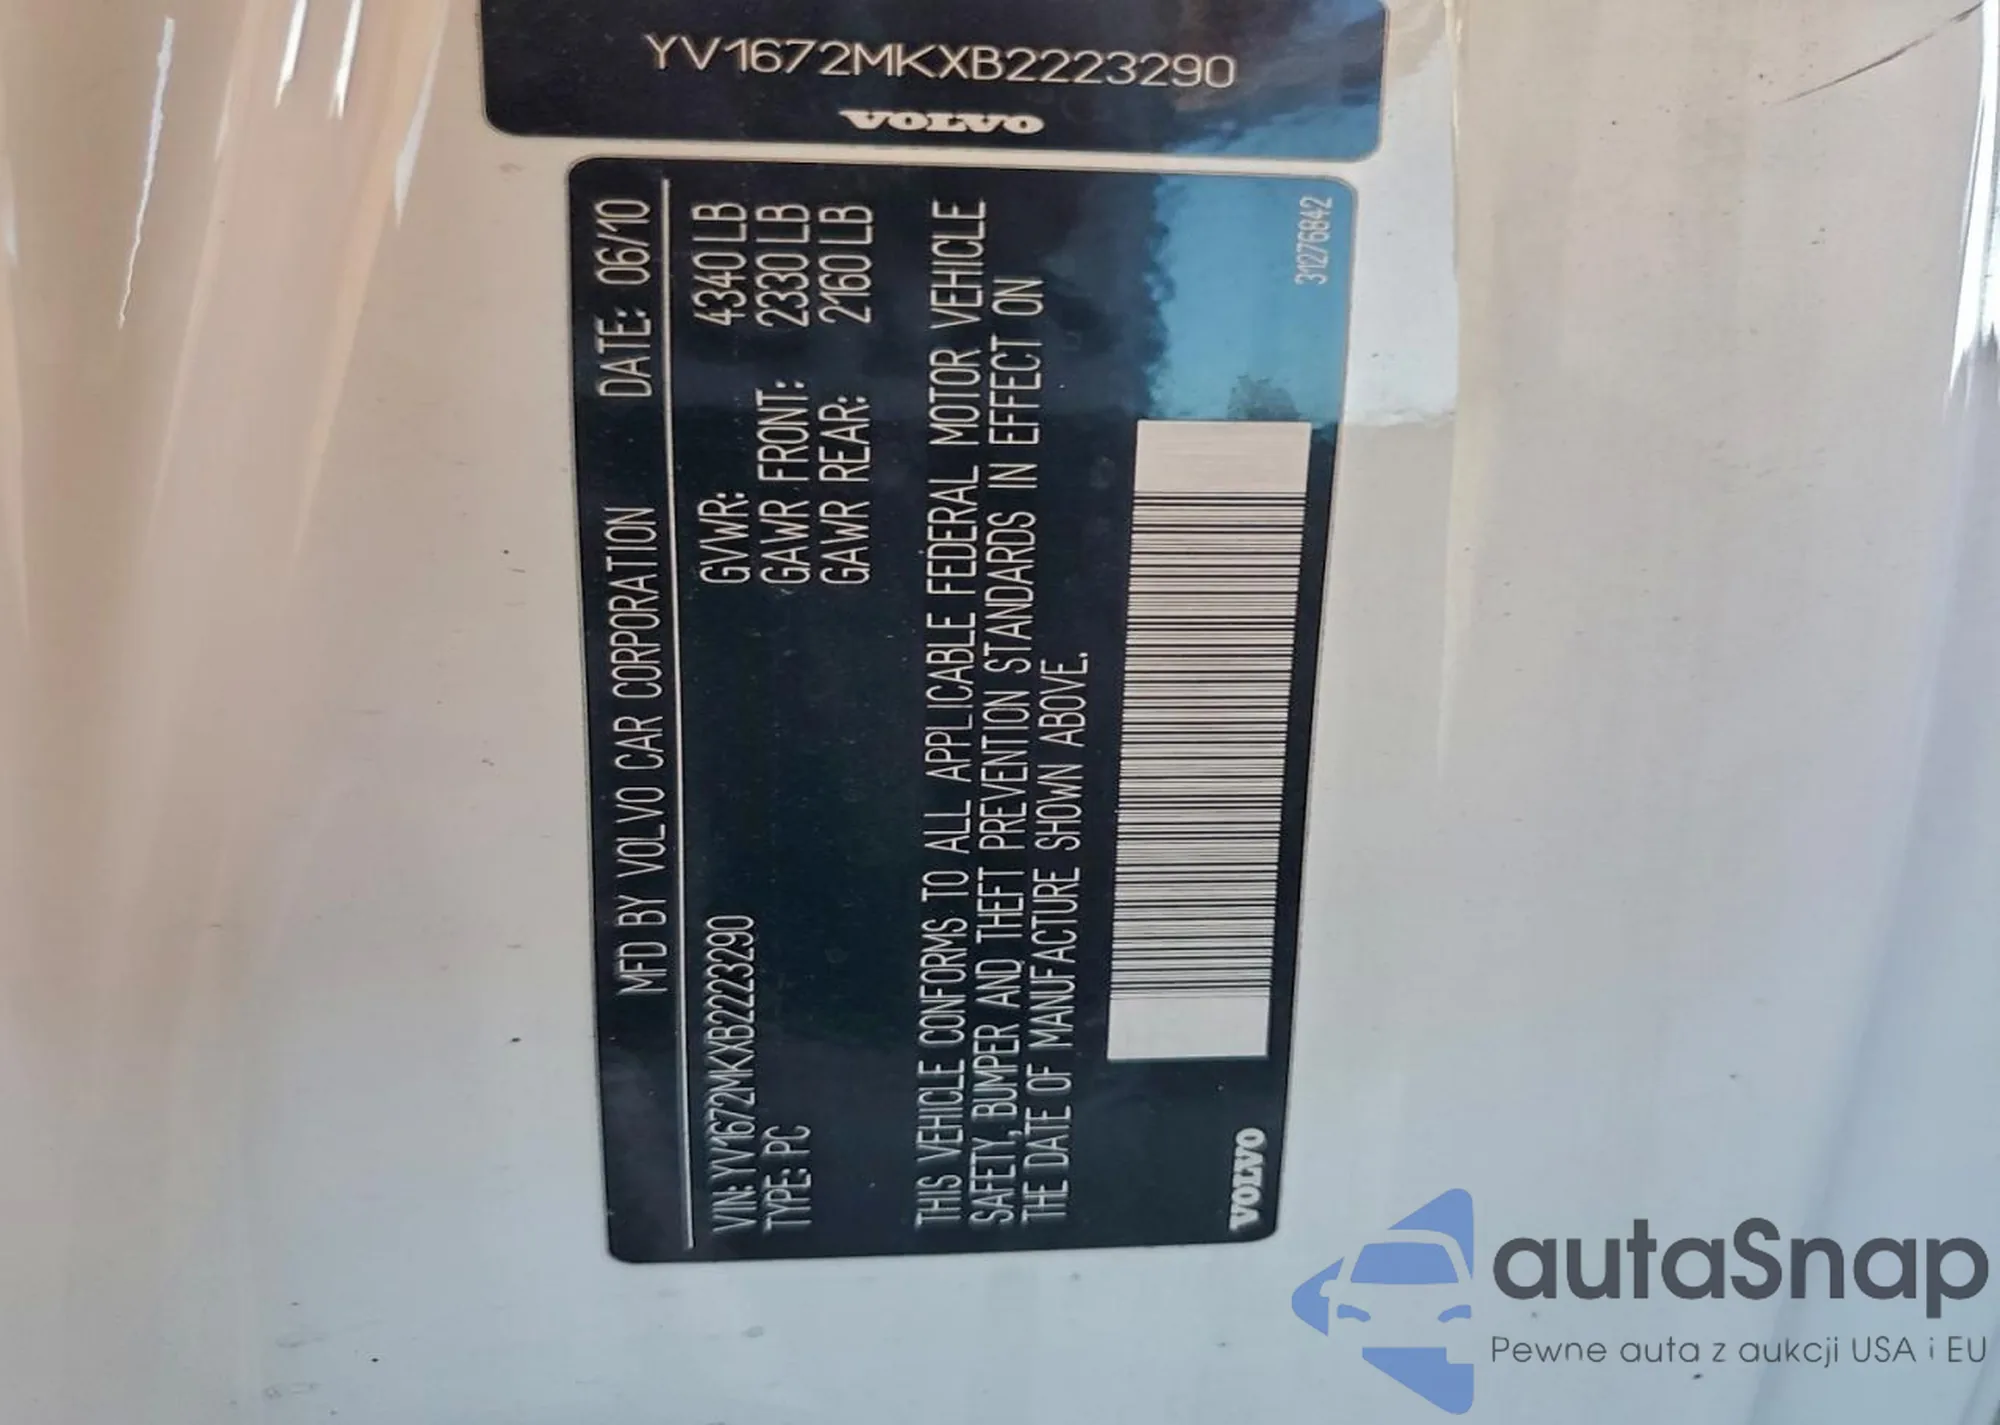 YV1672MKXB2223290
VOLVO
MFD BY VOLVO CAR CORPORATION DATE: 06/10
VIN: YV1672MKXB2223290 GVWR: 4340 LB
TYPE: PC GAWR FRONT: 2330 LB
GAWR REAR: 2160 LB
THIS VEHICLE CONFORMS TO ALL APPLICABLE FEDERAL MOTOR VEHICLE
SAFETY, BUMPER AND THEFT PREVENTION STANDARDS IN EFFECT ON
THE DATE OF MANUFACTURE SHOWN ABOVE.
VOLVO
31276842
autaSnap
Pewne auta z aukcji USA i EU